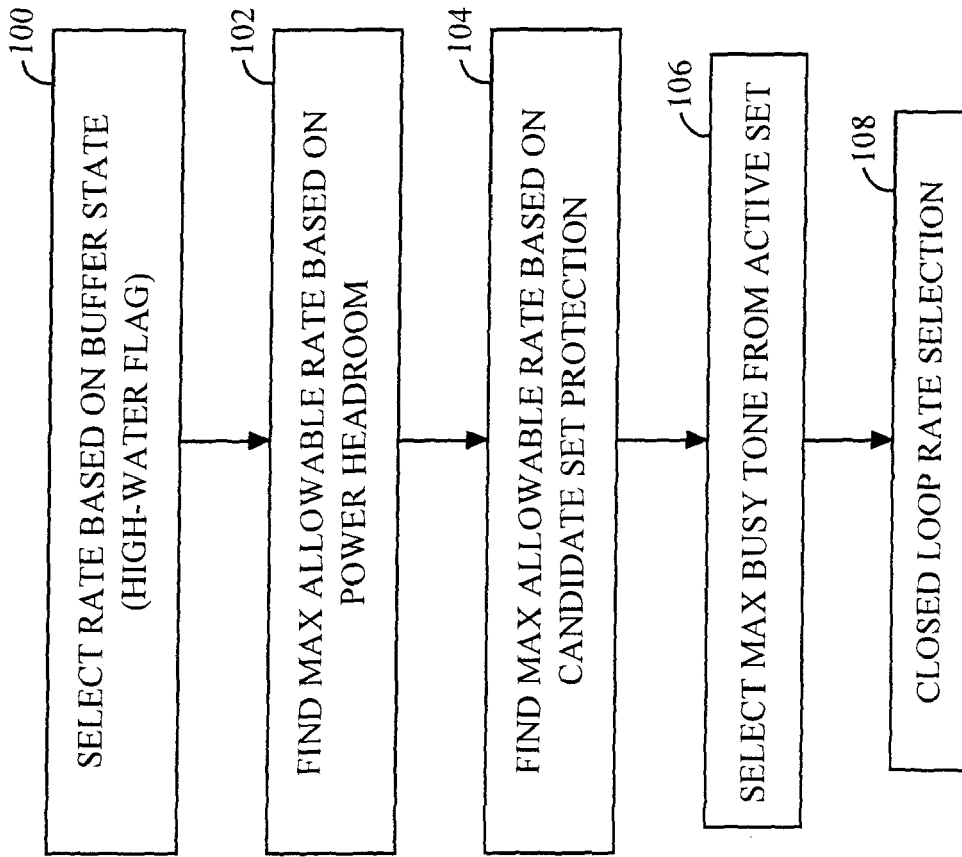 100
SELECT RATE BASED ON BUFFER STATE
(HIGH-WATER FLAG)
102
FIND MAX ALLOWABLE RATE BASED ON
POWER HEADROOM
104
FIND MAX ALLOWABLE RATE BASED ON
CANDIDATE SET PROTECTION
106
SELECT MAX BUSY TONE FROM ACTIVE SET
108
CLOSED LOOP RATE SELECTION